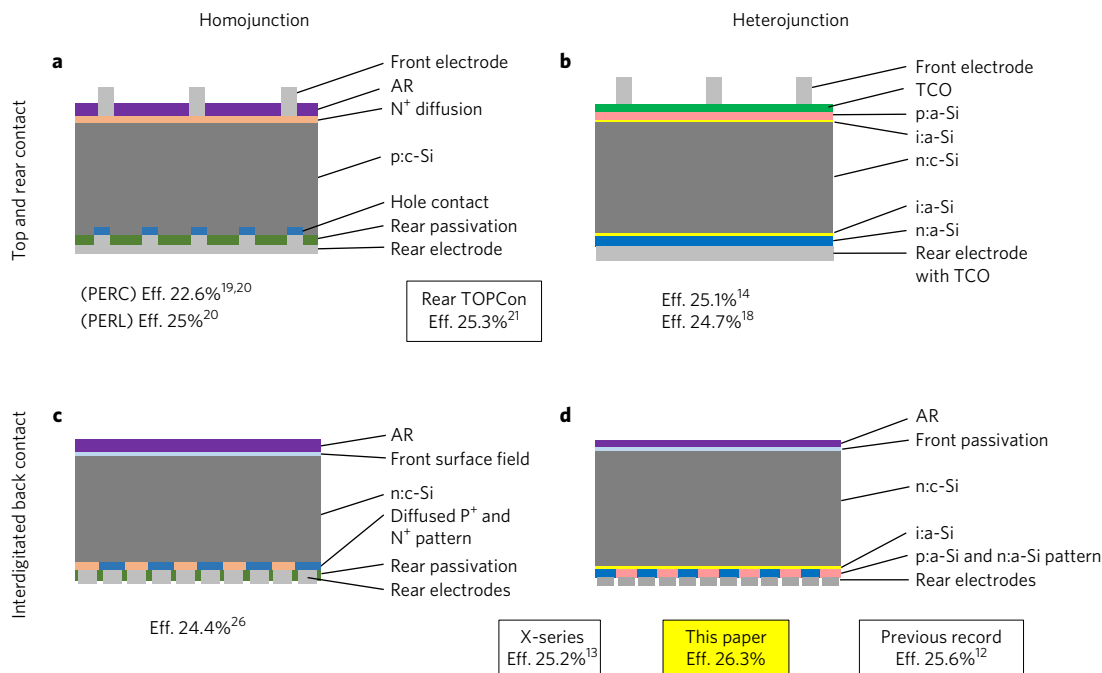 Homojunction
Heterojunction
Top and rear contact
a
Front electrode
AR
N⁺ diffusion
p:c-Si
Hole contact
Rear passivation
Rear electrode
(PERC) Eff. 22.6%¹⁹,²⁰
(PERL) Eff. 25%²⁰
Rear TOPCon
Eff. 25.3%²¹
b
Front electrode
TCO
p:a-Si
i:a-Si
n:c-Si
i:a-Si
n:a-Si
Rear electrode
with TCO
Eff. 25.1%¹⁴
Eff. 24.7%¹⁸
Interdigitated back contact
c
AR
Front surface field
n:c-Si
Diffused P⁺ and
N⁺ pattern
Rear passivation
Rear electrodes
Eff. 24.4%²⁶
d
AR
Front passivation
n:c-Si
i:a-Si
p:a-Si and n:a-Si pattern
Rear electrodes
X-series
Eff. 25.2%¹³
This paper
Eff. 26.3%
Previous record
Eff. 25.6%¹²